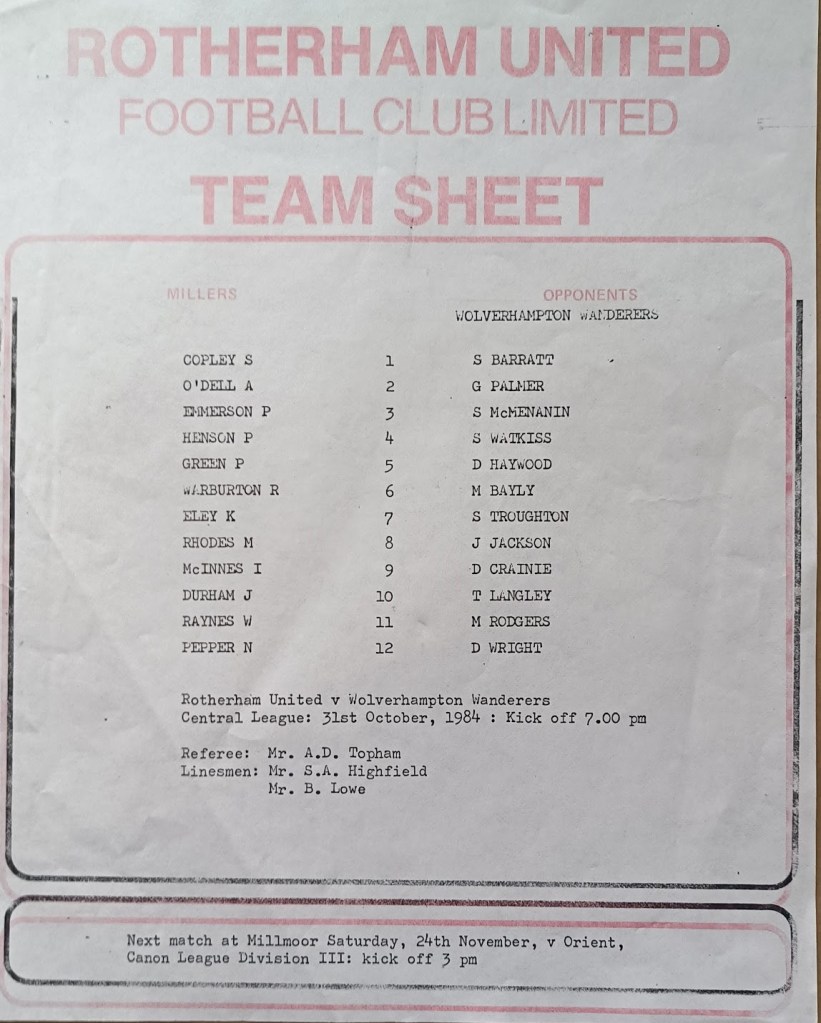 ROTHERHAM UNITED
FOOTBALL CLUB LIMITED
TEAM SHEET
MILLERS OPPONENTS
WOLVERHAMPTON WANDERERS
COPLEY S 1 S BARRATT
O'DELL A 2 G PALMER
EMMERSON P 3 S McMENANIN
HENSON P 4 S WATKISS
GREEN P 5 D HAYWOOD
WARBURTON R 6 M BAYLY
ELEY K 7 S TROUGHTON
RHODES M 8 J JACKSON
McINNES I 9 D CRAINIE
DURHAM J 10 T LANGLEY
RAYNES W 11 M RODGERS
PEPPER N 12 D WRIGHT
Rotherham United v Wolverhampton Wanderers
Central League: 31st October, 1984 : Kick off 7.00 pm
Referee: Mr. A.D. Topham
Linesmen: Mr. S.A. Highfield
Mr. B. Lowe
Next match at Millmoor Saturday, 24th November, v Orient,
Canon League Division III: kick off 3 pm